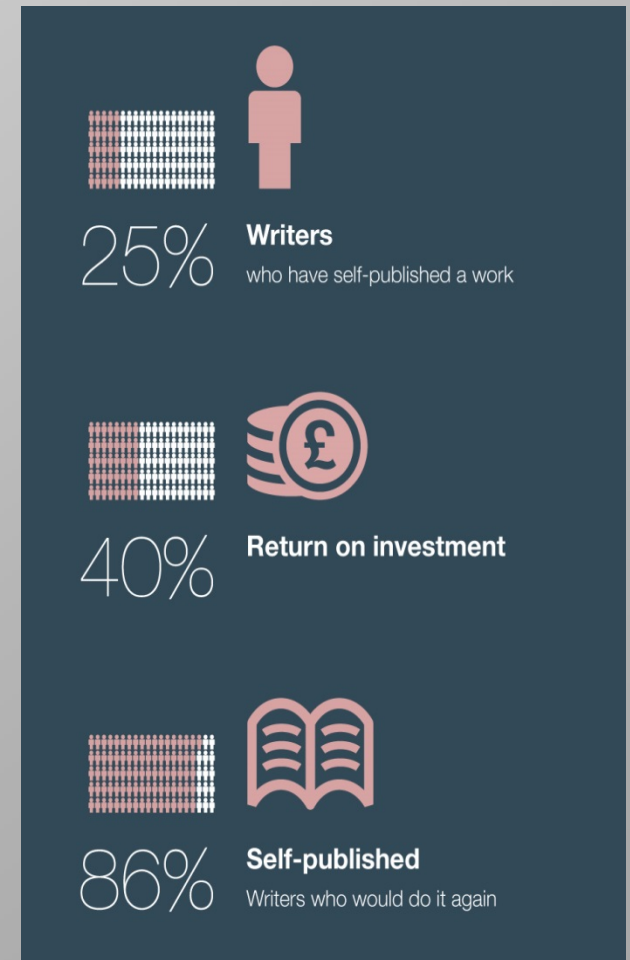 25%
Writers
who have self-published a work
£
40%
Return on investment
86%
Self-published
Writers who would do it again